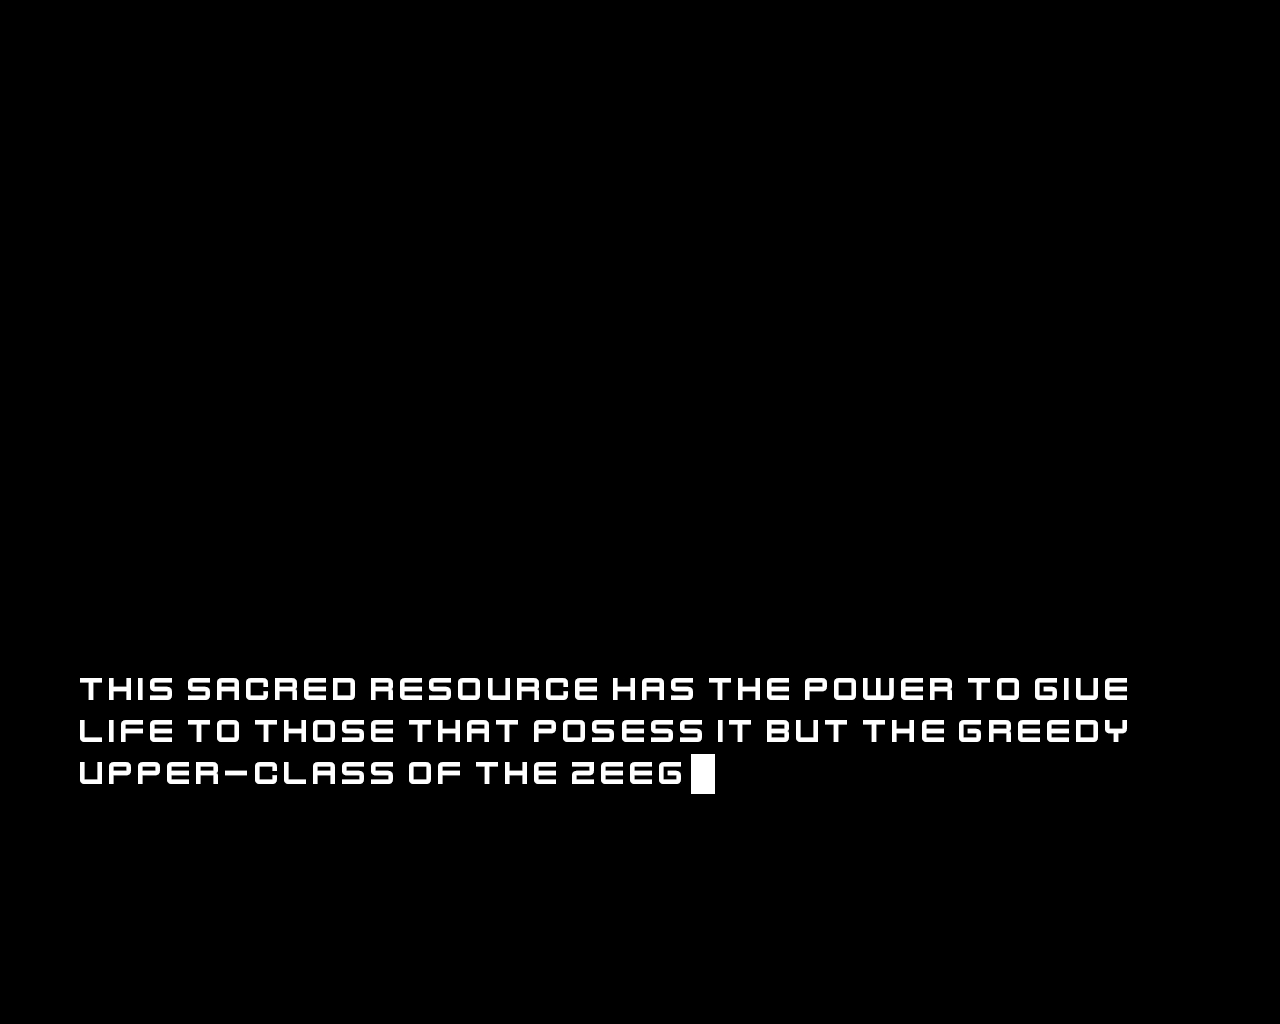 THIS SACRED RESOURCE HAS THE POWER TO GIVE
LIFE TO THOSE THAT POSESS IT BUT THE GREEDY
UPPER-CLASS OF THE ZEEG